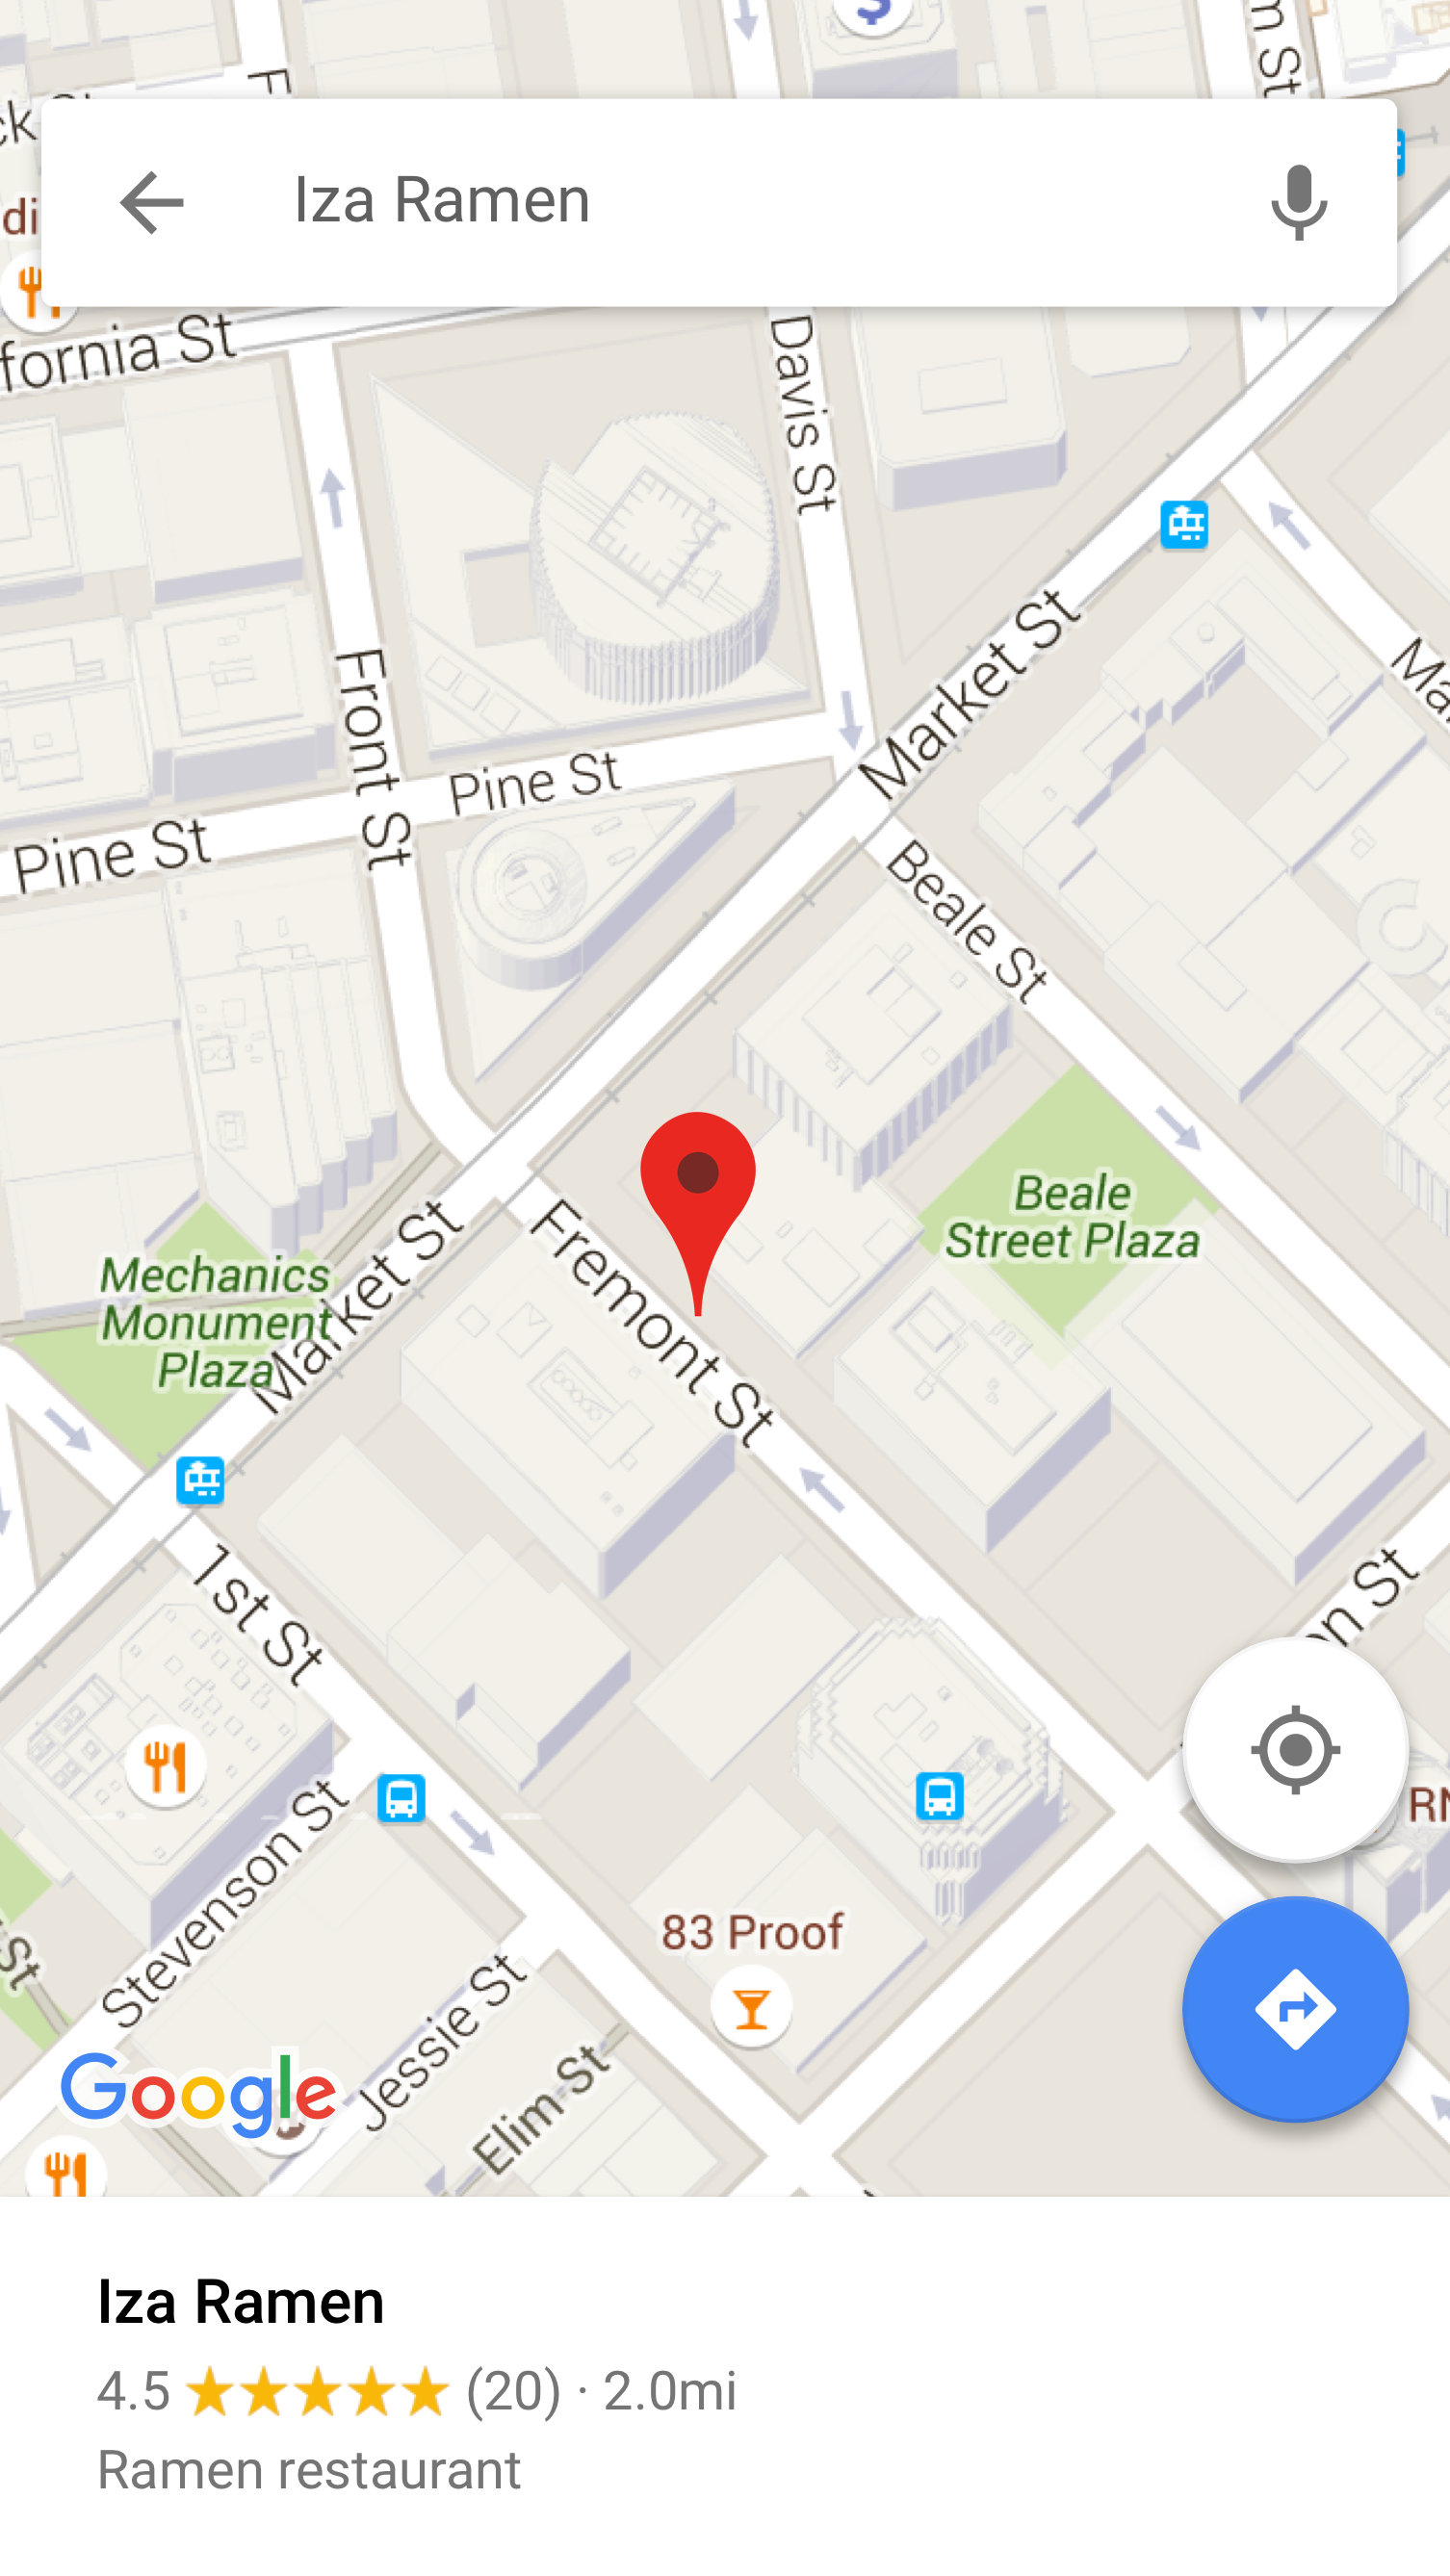 Iza Ramen
Davis St
Market St
Front St
Pine St
Pine St
Beale St
Beale
Street Plaza
Mechanics
Monument
Plaza
Market St
Fremont St
1st St
Stevenson St
83 Proof
Jessie St
Elim St
Google
Iza Ramen
4.5 ★★★★★ (20) · 2.0mi
Ramen restaurant